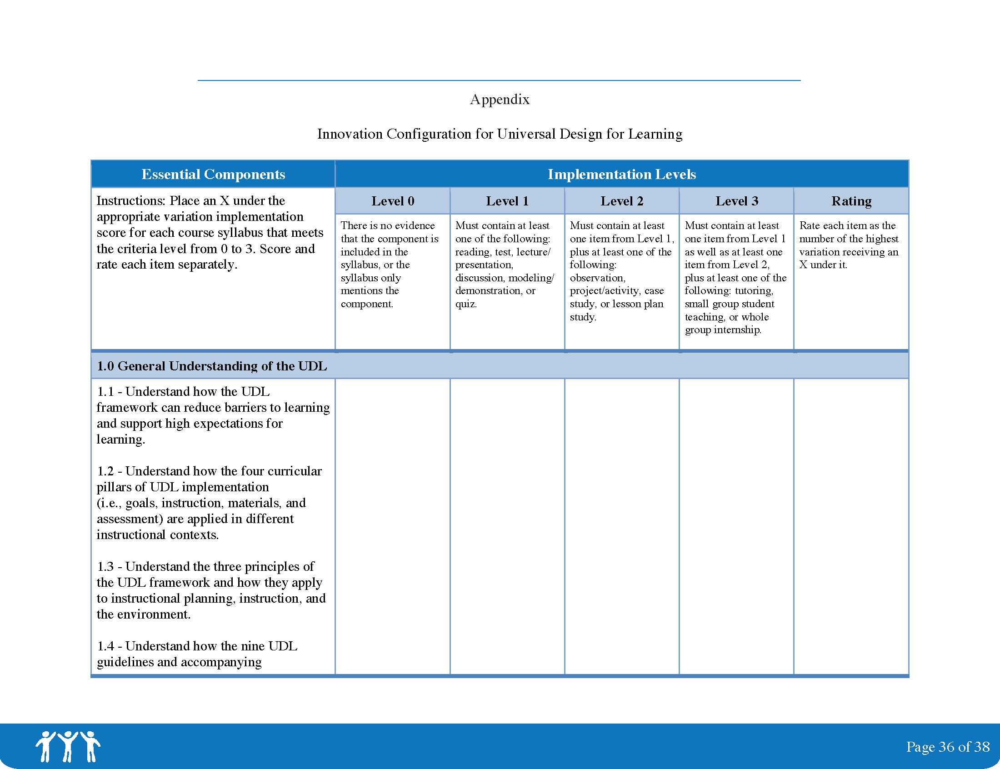 Appendix
Innovation Configuration for Universal Design for Learning
Essential Components
Implementation Levels
Instructions: Place an X under the
appropriate variation implementation
score for each course syllabus that meets
the criteria level from 0 to 3. Score and
rate each item separately.
Level 0
Level 1
Level 2
Level 3
Rating
There is no evidence
that the component is
included in the
syllabus, or the
syllabus only
mentions the
component.
Must contain at least
one of the following:
reading, test, lecture/
presentation,
discussion, modeling/
demonstration, or
quiz.
Must contain at least
one item from Level 1,
plus at least one of the
following:
observation,
project/activity, case
study, or lesson plan
study.
Must contain at least
one item from Level 1
as well as at least one
item from Level 2,
plus at least one of the
following: tutoring,
small group student
teaching, or whole
group internship.
Rate each item as the
number of the highest
variation receiving an
X under it.
1.0 General Understanding of the UDL
1.1 - Understand how the UDL
framework can reduce barriers to learning
and support high expectations for
learning.
1.2 - Understand how the four curricular
pillars of UDL implementation
(i.e., goals, instruction, materials, and
assessment) are applied in different
instructional contexts.
1.3 - Understand the three principles of
the UDL framework and how they apply
to instructional planning, instruction, and
the environment.
1.4 - Understand how the nine UDL
guidelines and accompanying
Page 36 of 38